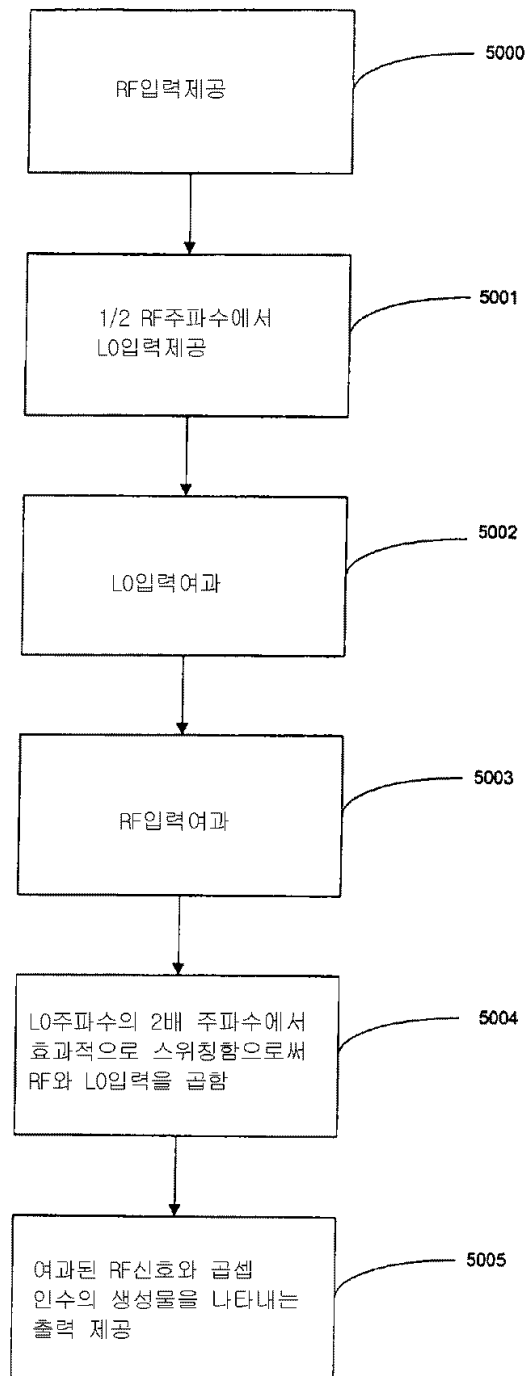 RF입력제공
5000
1/2 RF주파수에서
LO입력제공
5001
LO입력여과
5002
RF입력여과
5003
LO주파수의 2배 주파수에서
효과적으로 스위칭함으로써
RF와 LO입력을 곱함
5004
여과된 RF신호와 곱셉
인수의 생성물을 나타내는
출력 제공
5005